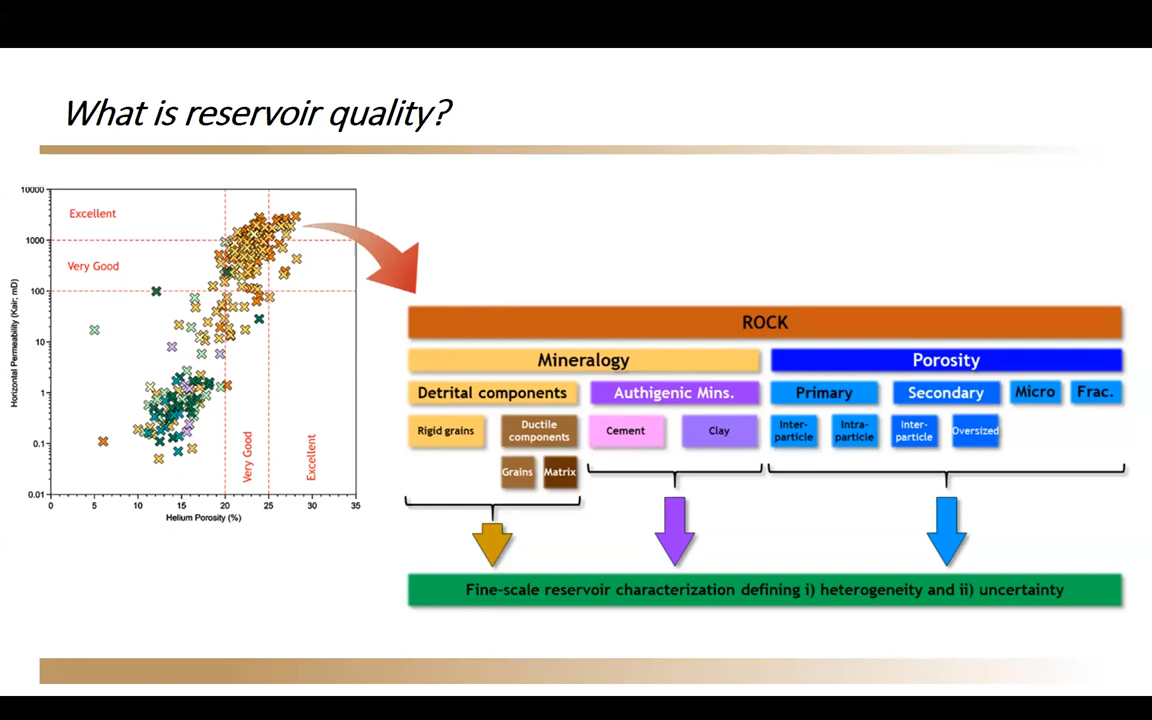 What is reservoir quality?
10000
1000
100
10
1
0.1
0.01
Horizontal Permeability (Kair; mD)
Excellent
Very Good
Very Good
Excellent
0 5 10 15 20 25 30 35
Helium Porosity (%)
ROCK
Mineralogy
Porosity
Detrital components
Authigenic Mins.
Primary
Secondary
Micro
Frac.
Rigid grains
Ductile
components
Cement
Clay
Inter-
particle
Intra-
particle
Inter-
particle
Oversized
Grains
Matrix
Fine-scale reservoir characterization defining i) heterogeneity and ii) uncertainty